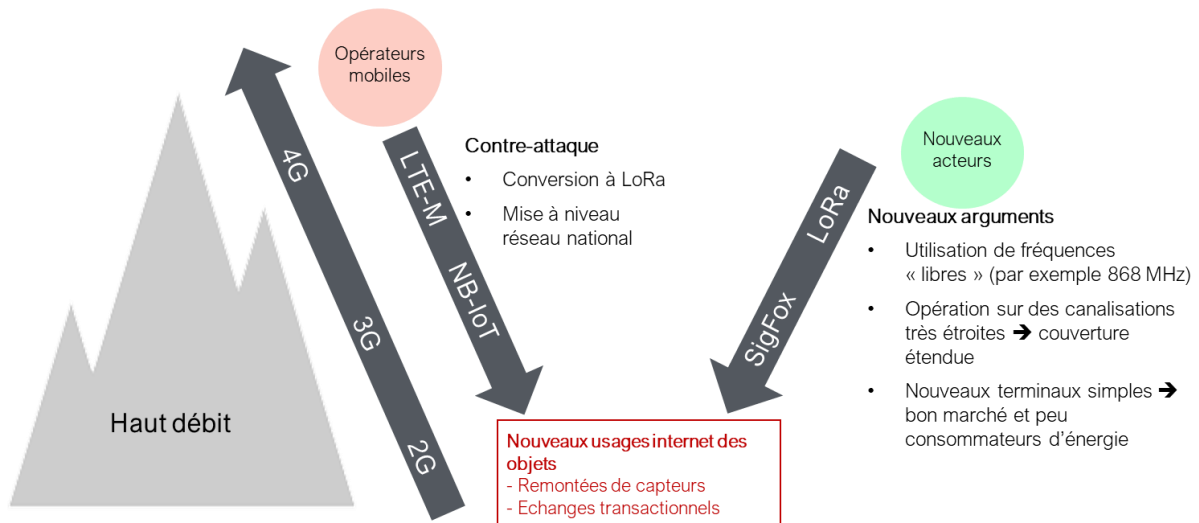 Opérateurs
mobiles
4G
3G
2G
Haut débit
LTE-M
NB-IoT
Contre-attaque
• Conversion à LoRa
• Mise à niveau
réseau national
Nouveaux
acteurs
LoRa
SigFox
Nouveaux arguments
• Utilisation de fréquences
« libres » (par exemple 868 MHz)
• Opération sur des canalisations
très étroites ➔ couverture
étendue
• Nouveaux terminaux simples ➔
bon marché et peu
consommateurs d’énergie
Nouveaux usages internet des
objets
- Remontées de capteurs
- Echanges transactionnels